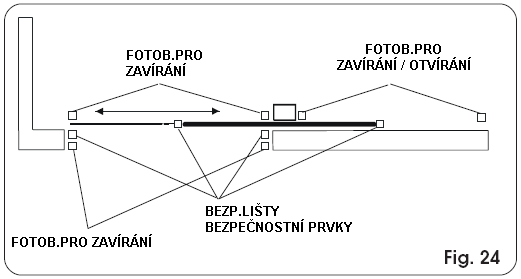 FOTOB.PRO
ZAVÍRÁNÍ
FOTOB.PRO
ZAVÍRÁNÍ / OTVÍRÁNÍ
BEZP.LIŠTY
BEZPEČNOSTNÍ PRVKY
FOTOB.PRO ZAVÍRÁNÍ
Fig. 24